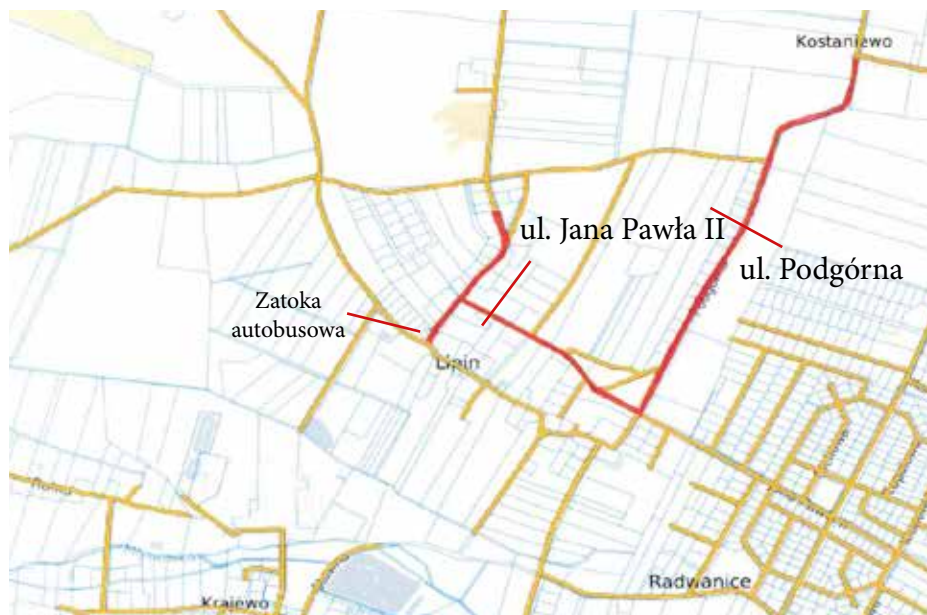 Kostaniewo
ul. Jana Pawła II
ul. Podgórna
Zatoka
autobusowa
Lipin
Radwanice
Krajewo